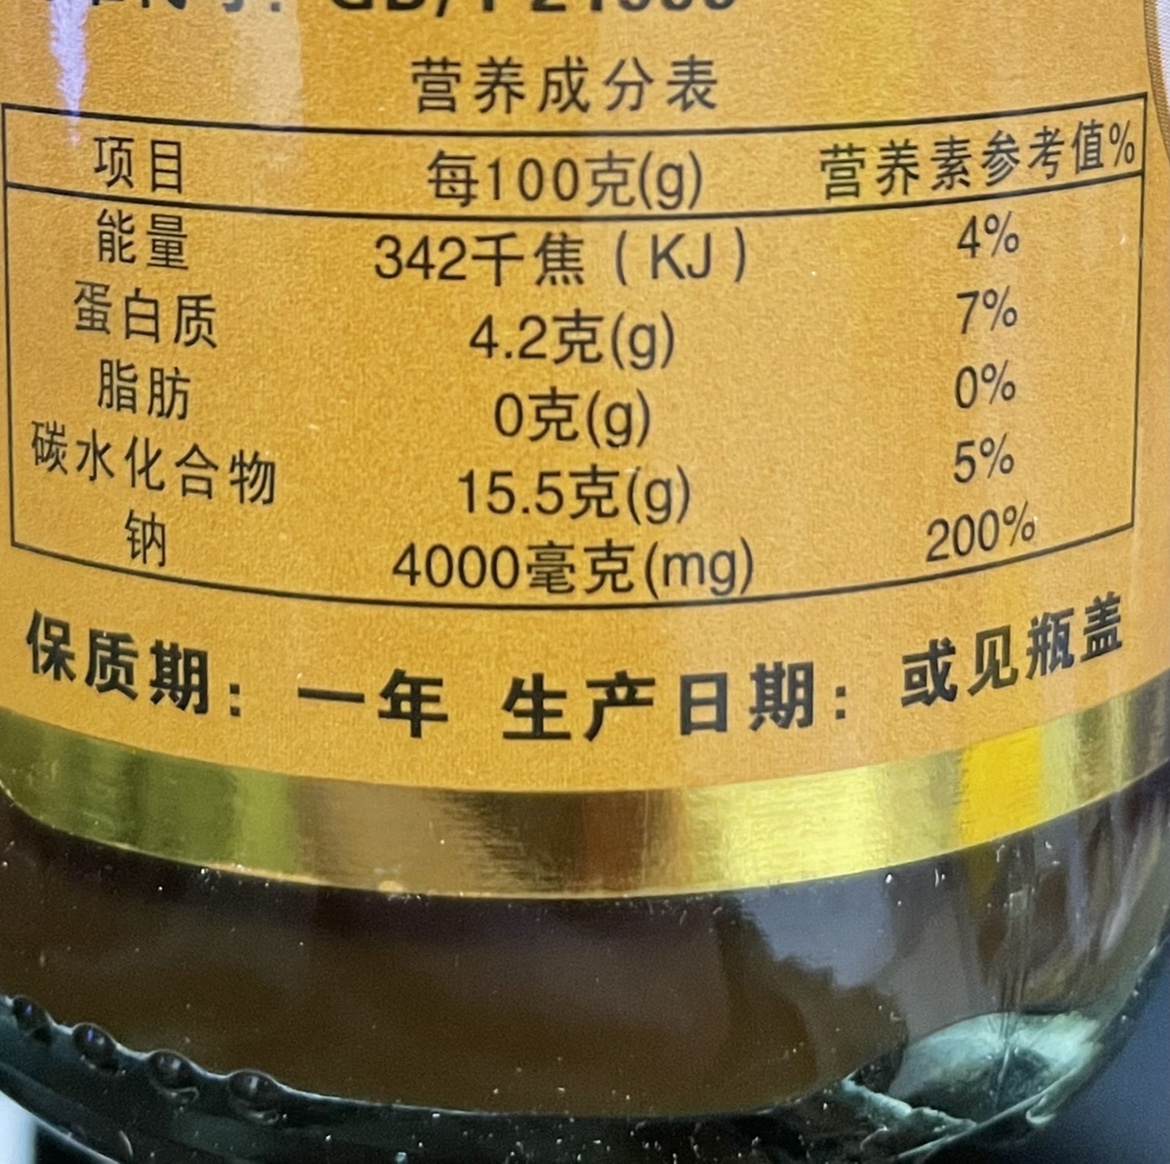 营养成分表
项目 每100克(g) 营养素参考值%
能量 342千焦（KJ） 4%
蛋白质 4.2克(g) 7%
脂肪 0克(g) 0%
碳水化合物 15.5克(g) 5%
钠 4000毫克(mg) 200%
保质期：一年 生产日期：或见瓶盖